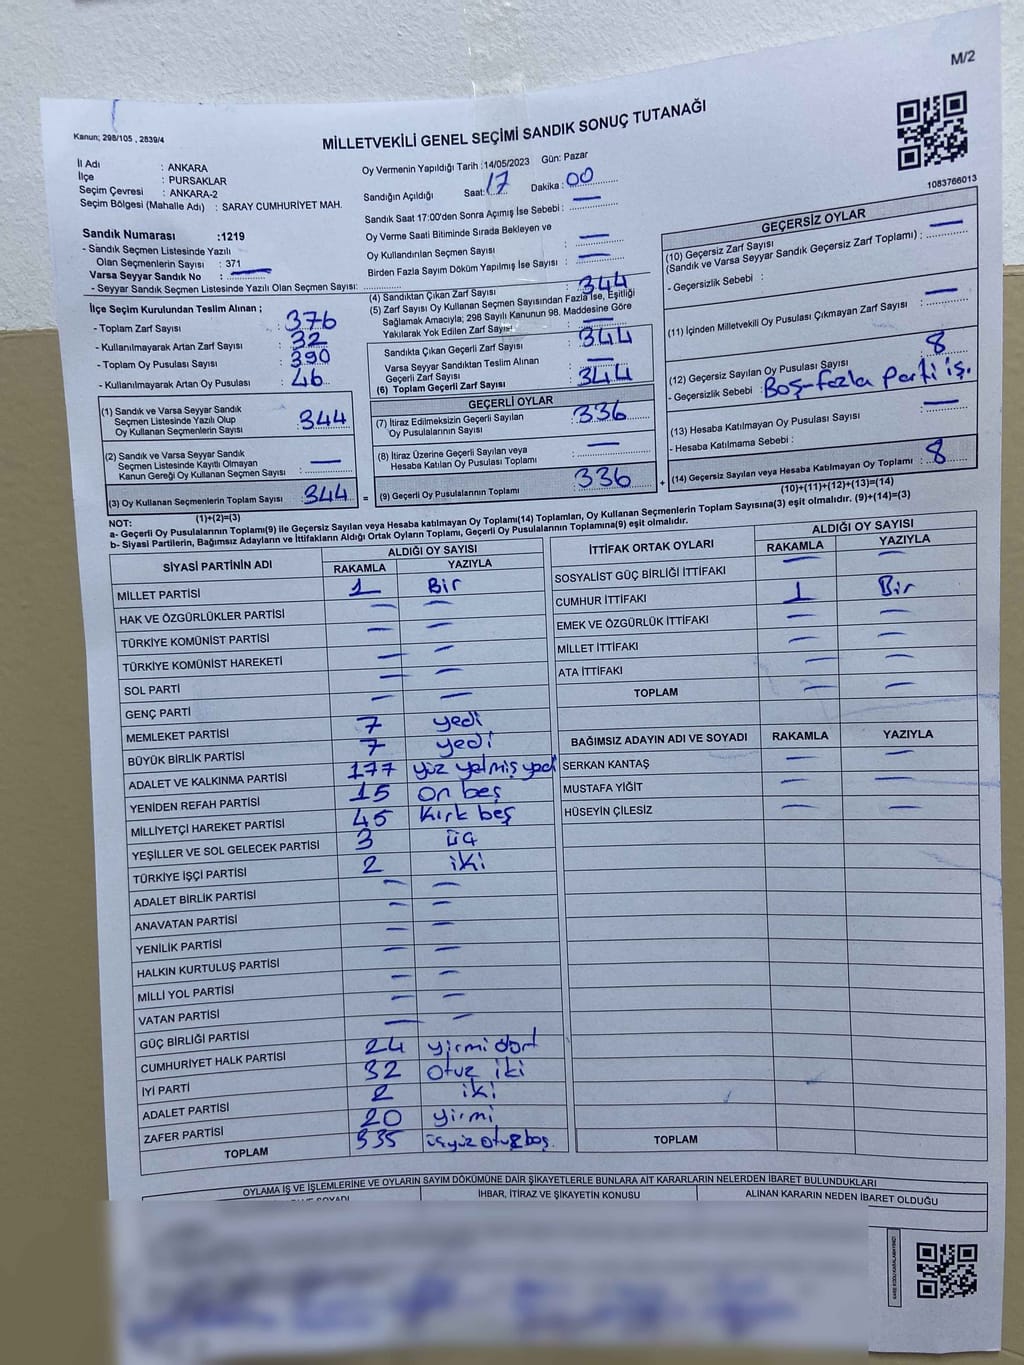 M/2
Kanun; 298/105 , 2839/4
MİLLETVEKİLİ GENEL SEÇİMİ SANDIK SONUÇ TUTANAĞI
1083766013
İl Adı : ANKARA
İlçe : PURSAKLAR
Seçim Çevresi : ANKARA-2
Seçim Bölgesi (Mahalle Adı) : SARAY CUMHURİYET MAH.
Oy Vermenin Yapıldığı Tarih :14/05/2023 Gün: Pazar
Sandığın Açıldığı Saat: 17 Dakika : 00
Sandık Saat 17:00'den Sonra Açımış İse Sebebi : —
Oy Verme Saati Bitiminde Sırada Bekleyen ve
Oy Kullandırılan Seçmen Sayısı : —
Birden Fazla Sayım Döküm Yapılmış İse Sayısı : —
Sandık Numarası :1219
- Sandık Seçmen Listesinde Yazılı
Olan Seçmenlerin Sayısı : 371
Varsa Seyyar Sandık No : —
- Seyyar Sandık Seçmen Listesinde Yazılı Olan Seçmen Sayısı:
İlçe Seçim Kurulundan Teslim Alınan ;
- Toplam Zarf Sayısı : 376
- Kullanılmayarak Artan Zarf Sayısı : 32
- Toplam Oy Pusulası Sayısı : 390
- Kullanılmayarak Artan Oy Pusulası : 46
(1) Sandık ve Varsa Seyyar Sandık
Seçmen Listesinde Yazılı Olup
Oy Kullanan Seçmenlerin Sayısı : 344
(2) Sandık ve Varsa Seyyar Sandık
Seçmen Listesinde Kayıtlı Olmayan
Kanun Gereği Oy Kullanan Seçmen Sayısı : —
(3) Oy Kullanan Seçmenlerin Toplam Sayısı : 344 =
(1)+(2)=(3)
(4) Sandıktan Çıkan Zarf Sayısı : 344
(5) Zarf Sayısı Oy Kullanan Seçmen Sayısından Fazla İse, Eşitliği
Sağlamak Amacıyla; 298 Sayılı Kanunun 98. Maddesine Göre
Yakılarak Yok Edilen Zarf Sayısı : —
Sandıkta Çıkan Geçerli Zarf Sayısı : 344
Varsa Seyyar Sandıktan Teslim Alınan
Geçerli Zarf Sayısı : —
(6) Toplam Geçerli Zarf Sayısı : 344
GEÇERLİ OYLAR
(7) İtiraz Edilmeksizin Geçerli Sayılan
Oy Pusulalarının Sayısı : 336
(8) İtiraz Üzerine Geçerli Sayılan veya
Hesaba Katılan Oy Pusulası Toplamı : —
(9) Geçerli Oy Pusulalarının Toplamı : 336 +
GEÇERSİZ OYLAR
(10) Geçersiz Zarf Sayısı
(Sandık ve Varsa Seyyar Sandık Geçersiz Zarf Toplamı) : —
- Geçersizlik Sebebi :
(11) İçinden Milletvekili Oy Pusulası Çıkmayan Zarf Sayısı : —
(12) Geçersiz Sayılan Oy Pusulası Sayısı : 8
- Geçersizlik Sebebi : Boş-fazla Parti iş.
(13) Hesaba Katılmayan Oy Pusulası Sayısı : —
- Hesaba Katılmama Sebebi :
(14) Geçersiz Sayılan veya Hesaba Katılmayan Oy Toplamı : 8
(10)+(11)+(12)+(13)=(14)
NOT:
a- Geçerli Oy Pusulalarının Toplamı(9) ile Geçersiz Sayılan veya Hesaba katılmayan Oy Toplamı(14) Toplamları, Oy Kullanan Seçmenlerin Toplam Sayısına(3) eşit olmalıdır. (9)+(14)=(3)
b- Siyasi Partilerin, Bağımsız Adayların ve İttifakların Aldığı Ortak Oyların Toplamı, Geçerli Oy Pusulalarının Toplamına(9) eşit olmalıdır.
SİYASİ PARTİNİN ADI ALDIĞI OY SAYISI
RAKAMLA YAZIYLA
MİLLET PARTİSİ 1 Bir
HAK VE ÖZGÜRLÜKLER PARTİSİ — —
TÜRKİYE KOMÜNİST PARTİSİ — —
TÜRKİYE KOMÜNİST HAREKETİ — —
SOL PARTİ — —
GENÇ PARTİ — —
MEMLEKET PARTİSİ 7 yedi
BÜYÜK BİRLİK PARTİSİ 7 yedi
ADALET VE KALKINMA PARTİSİ 177 yüz yetmiş yedi
YENİDEN REFAH PARTİSİ 15 on beş
MİLLİYETÇİ HAREKET PARTİSİ 45 kırk beş
YEŞİLLER VE SOL GELECEK PARTİSİ 3 üç
TÜRKİYE İŞÇİ PARTİSİ 2 iki
ADALET BİRLİK PARTİSİ — —
ANAVATAN PARTİSİ — —
YENİLİK PARTİSİ — —
HALKIN KURTULUŞ PARTİSİ — —
MİLLİ YOL PARTİSİ — —
VATAN PARTİSİ — —
GÜÇ BİRLİĞİ PARTİSİ — —
CUMHURİYET HALK PARTİSİ 24 yirmi dört
İYİ PARTİ 32 otuz iki
ADALET PARTİSİ 2 iki
ZAFER PARTİSİ 20 yirmi
TOPLAM 335 üçyüz otuz beş.
İTTİFAK ORTAK OYLARI ALDIĞI OY SAYISI
RAKAMLA YAZIYLA
SOSYALİST GÜÇ BİRLİĞİ İTTİFAKI — —
CUMHUR İTTİFAKI 1 Bir
EMEK VE ÖZGÜRLÜK İTTİFAKI — —
MİLLET İTTİFAKI — —
ATA İTTİFAKI — —
TOPLAM — —
BAĞIMSIZ ADAYIN ADI VE SOYADI RAKAMLA YAZIYLA
SERKAN KANTAŞ — —
MUSTAFA YİĞİT — —
HÜSEYİN ÇİLESİZ — —
TOPLAM
OYLAMA İŞ VE İŞLEMLERİNE VE OYLARIN SAYIM DÖKÜMÜNE DAİR ŞİKAYETLERLE BUNLARA AİT KARARLARIN NELERDEN İBARET BULUNDUKLARI
SOYADI İHBAR, İTİRAZ VE ŞİKAYETİN KONUSU ALINAN KARARIN NEDEN İBARET OLDUĞU